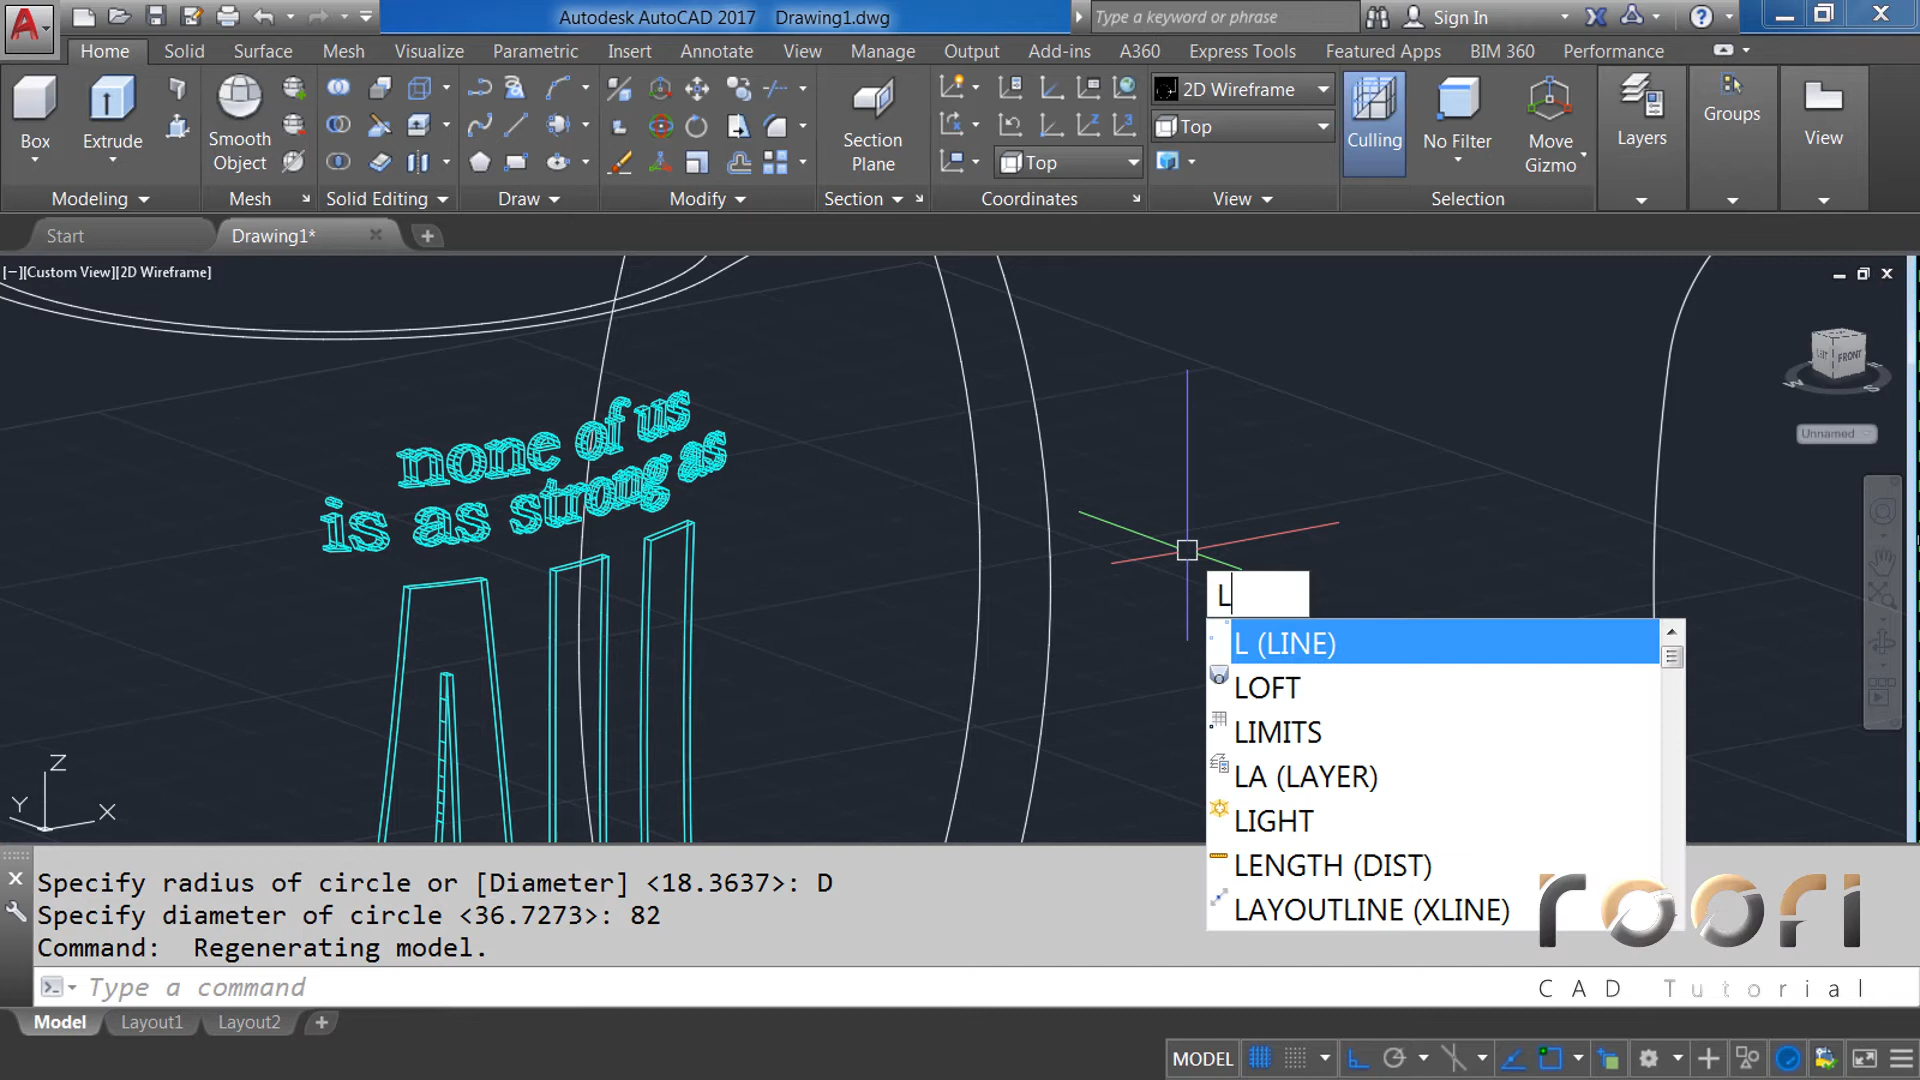 Autodesk AutoCAD 2017 Drawing1.dwg
Type a keyword or phrase
Sign In
Home Solid Surface Mesh Visualize Parametric Insert Annotate View Manage Output Add-ins A360 Express Tools Featured Apps BIM 360 Performance
Box
Extrude
Smooth Object
Section Plane
2D Wireframe
Top
Top
Culling
No Filter
Move Gizmo
Layers
Groups
View
Modeling
Mesh
Solid Editing
Draw
Modify
Section
Coordinates
View
Selection
Start
Drawing1*
[−][Custom View][2D Wireframe]
LEFT FRONT
W S
Unnamed
none of us
is as strong as
all
Z
Y X
L
L (LINE)
LOFT
LIMITS
LA (LAYER)
LIGHT
LENGTH (DIST)
LAYOUTLINE (XLINE)
Specify radius of circle or [Diameter] <18.3637>: D
Specify diameter of circle <36.7273>: 82
Command:  Regenerating model.
Type a command
roofi
CAD Tutorial
Model Layout1 Layout2
MODEL